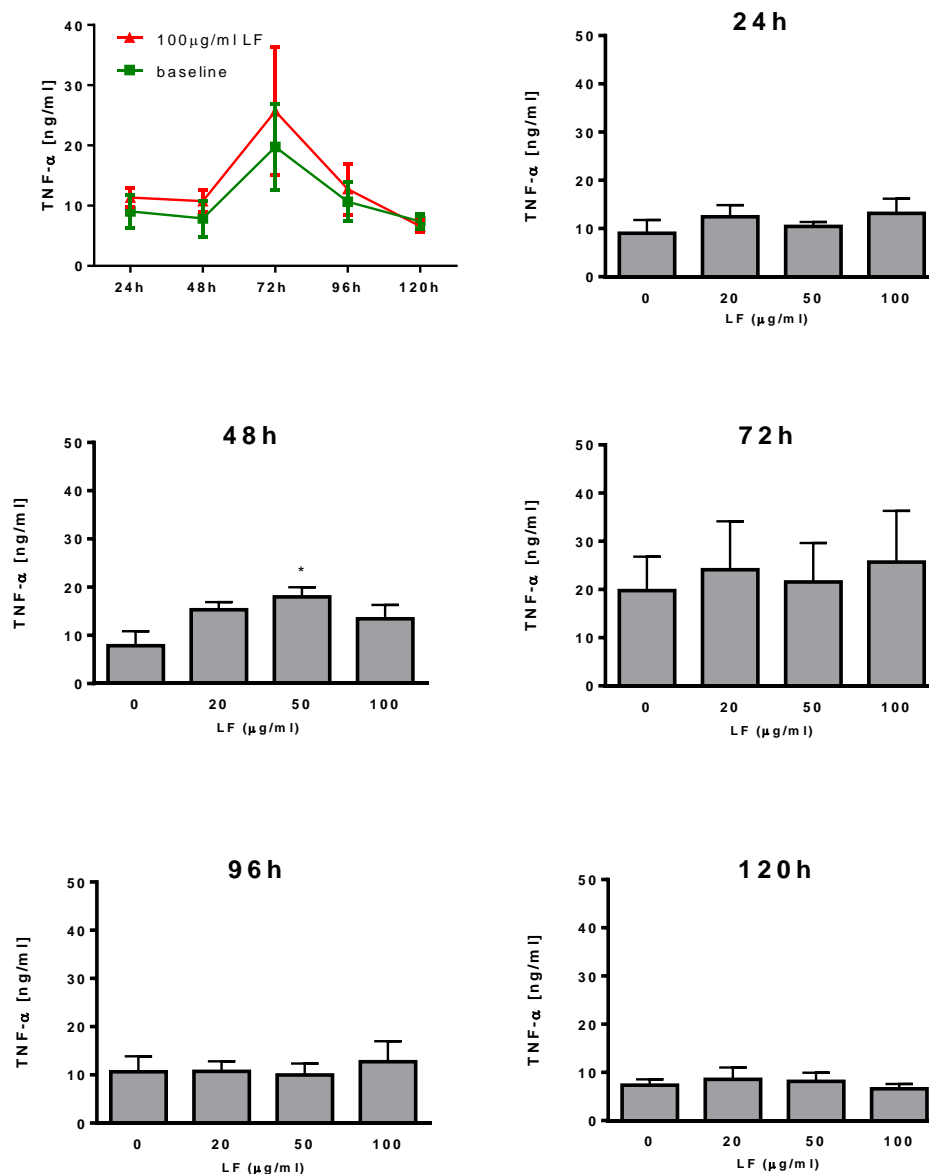 40
30
20
10
0
TNF-α [ng/ml]
100μg/ml LF
baseline
24h 48h 72h 96h 120h
24h
50
40
30
20
10
0
TNF-α [ng/ml]
0 20 50 100
LF (μg/ml)
48h
50
40
30
20
10
0
TNF-α [ng/ml]
*
0 20 50 100
LF (μg/ml)
72h
50
40
30
20
10
0
TNF-α [ng/ml]
0 20 50 100
LF (μg/ml)
96h
50
40
30
20
10
0
TNF-α [ng/ml]
0 20 50 100
LF (μg/ml)
120h
50
40
30
20
10
0
TNF-α [ng/ml]
0 20 50 100
LF (μg/ml)